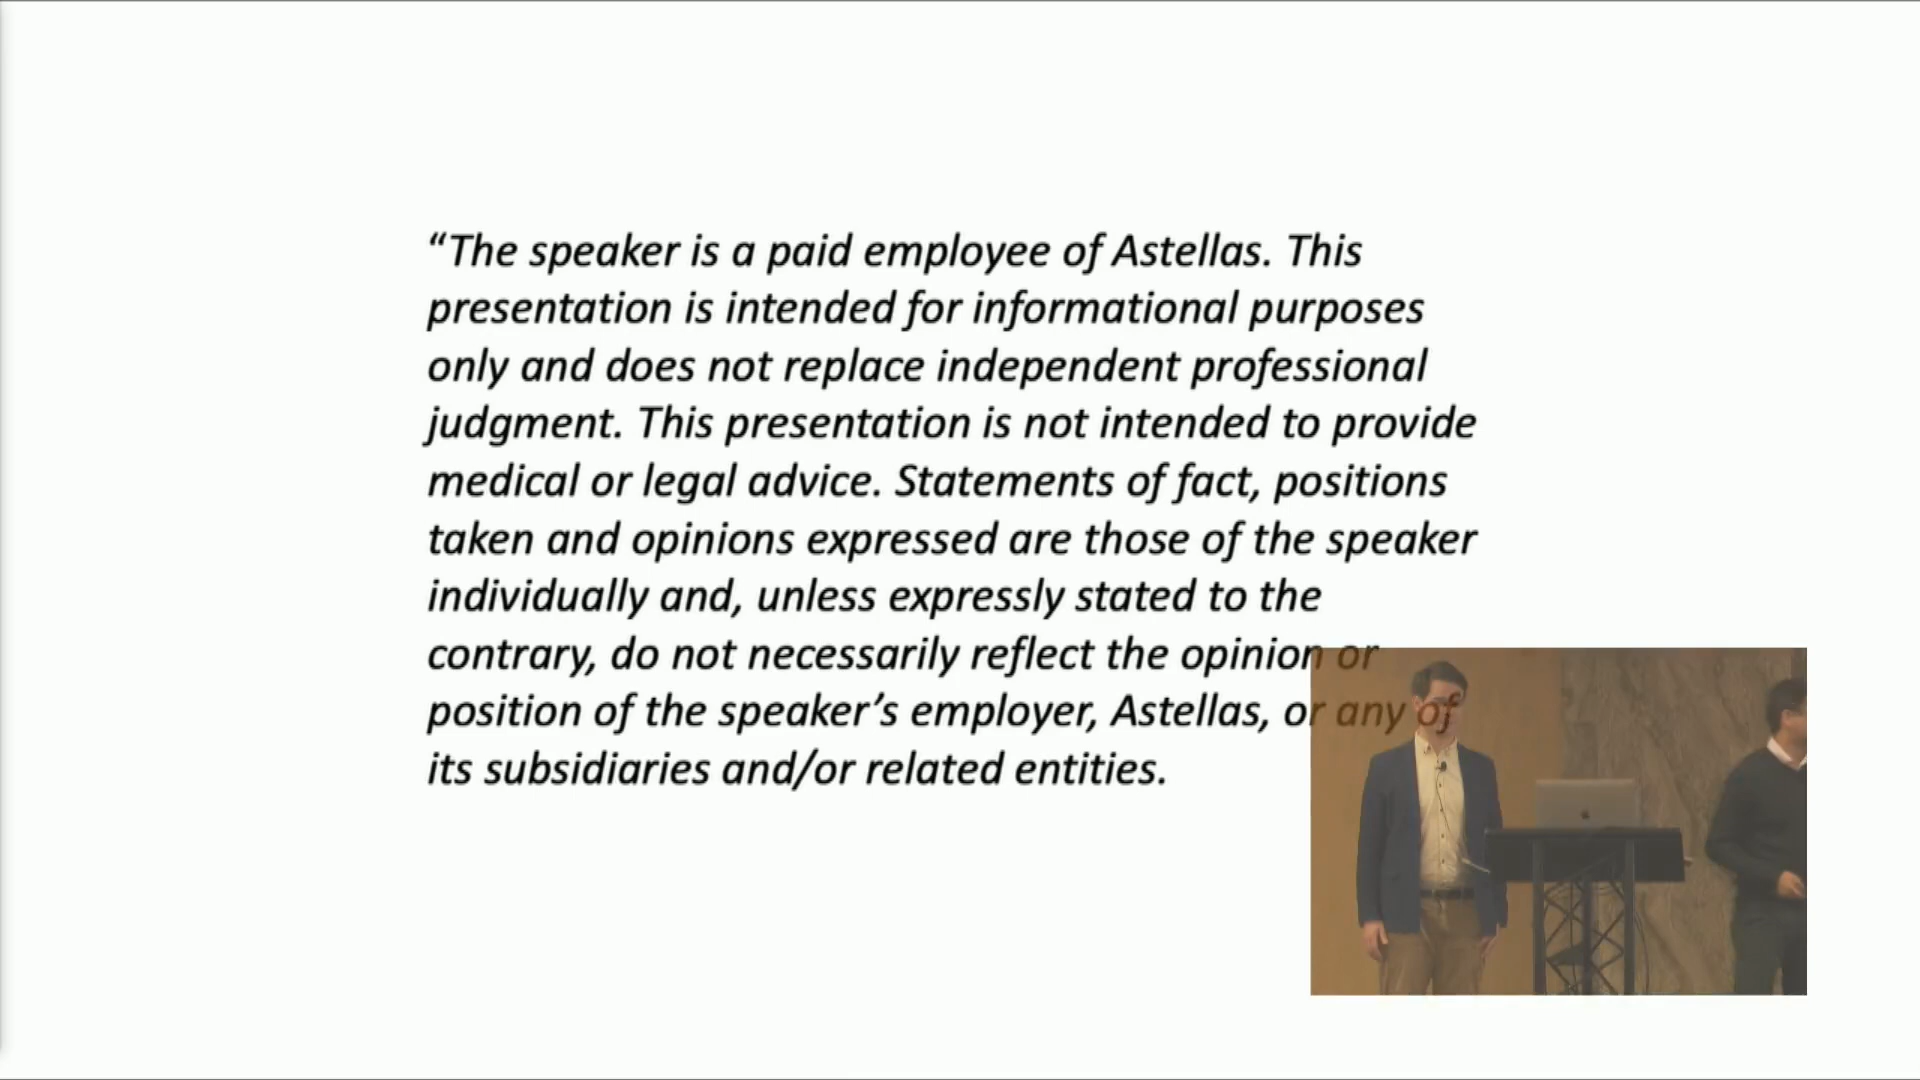 “The speaker is a paid employee of Astellas. This
presentation is intended for informational purposes
only and does not replace independent professional
judgment. This presentation is not intended to provide
medical or legal advice. Statements of fact, positions
taken and opinions expressed are those of the speaker
individually and, unless expressly stated to the
contrary, do not necessarily reflect the opinion or
position of the speaker’s employer, Astellas, or any of
its subsidiaries and/or related entities.